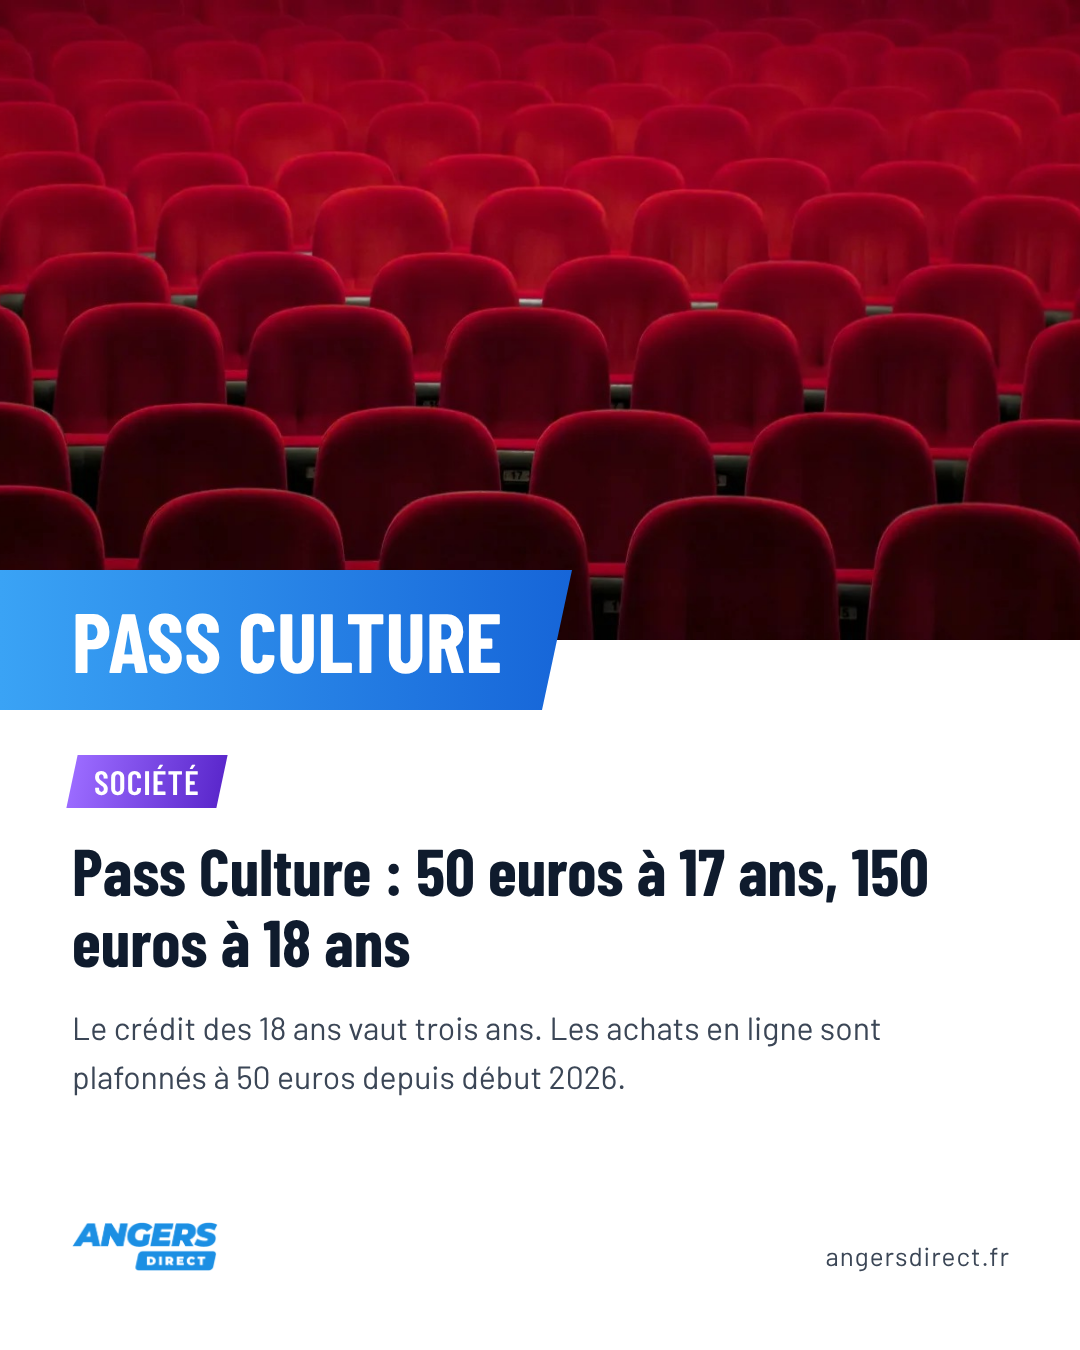 17
PASS CULTURE
SOCIÉTÉ
Pass Culture : 50 euros à 17 ans, 150
euros à 18 ans
Le crédit des 18 ans vaut trois ans. Les achats en ligne sont
plafonnés à 50 euros depuis début 2026.
ANGERS
DIRECT
angersdirect.fr